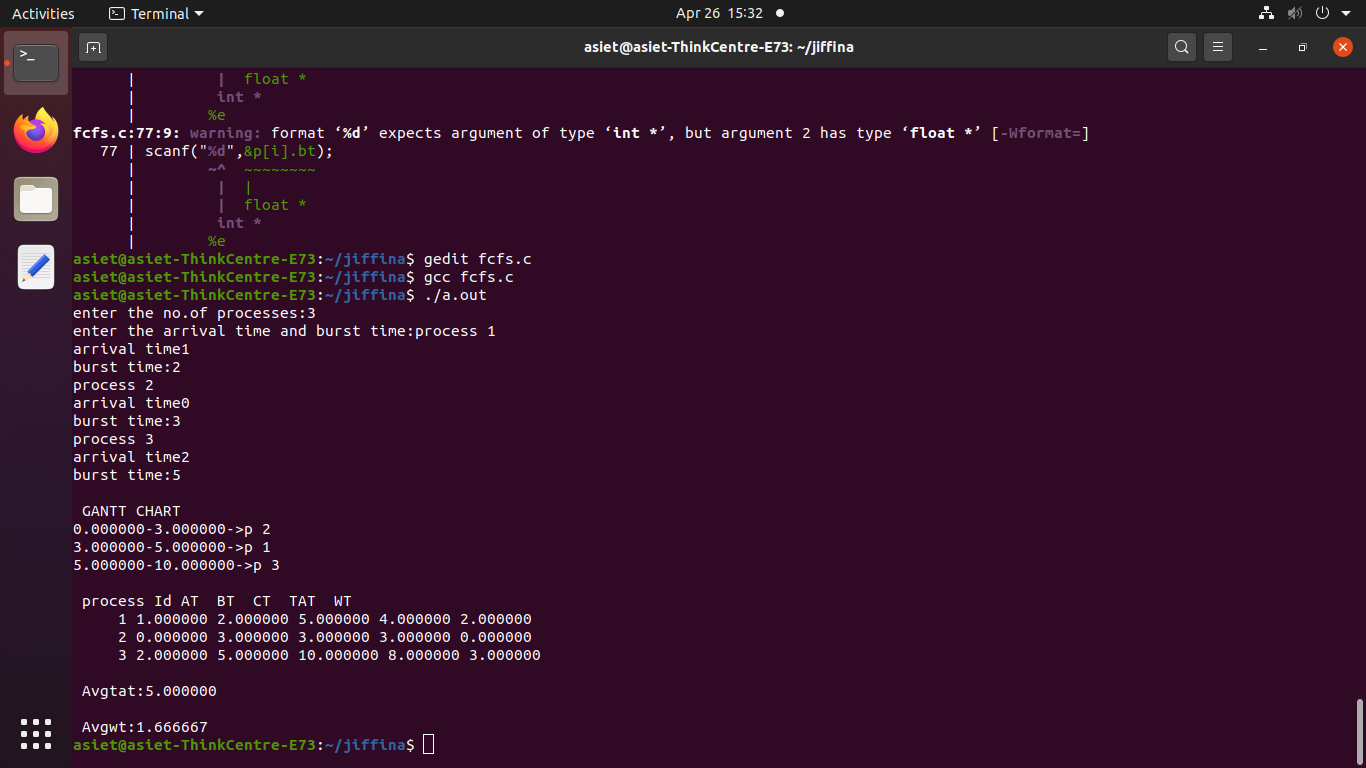 Activities Terminal Apr 26 15:32
asiet@asiet-ThinkCentre-E73: ~/jiffina
| | float *
| int *
| %e
fcfs.c:77:9: warning: format ‘%d’ expects argument of type ‘int *’, but argument 2 has type ‘float *’ [-Wformat=]
77 | scanf("%d",&p[i].bt);
| ~^ ~~~~~~~~
| | |
| | float *
| int *
| %e
asiet@asiet-ThinkCentre-E73:~/jiffina$ gedit fcfs.c
asiet@asiet-ThinkCentre-E73:~/jiffina$ gcc fcfs.c
asiet@asiet-ThinkCentre-E73:~/jiffina$ ./a.out
enter the no.of processes:3
enter the arrival time and burst time:process 1
arrival time1
burst time:2
process 2
arrival time0
burst time:3
process 3
arrival time2
burst time:5
GANTT CHART
0.000000-3.000000->p 2
3.000000-5.000000->p 1
5.000000-10.000000->p 3
process Id AT BT CT TAT WT
1 1.000000 2.000000 5.000000 4.000000 2.000000
2 0.000000 3.000000 3.000000 3.000000 0.000000
3 2.000000 5.000000 10.000000 8.000000 3.000000
Avgtat:5.000000
Avgwt:1.666667
asiet@asiet-ThinkCentre-E73:~/jiffina$